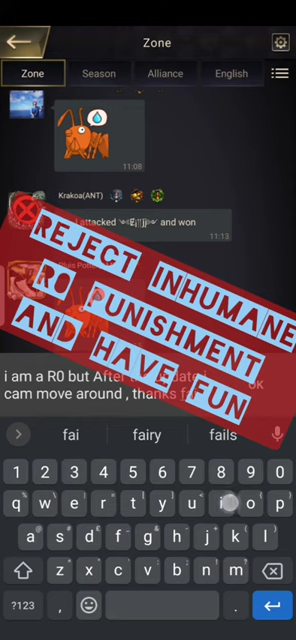 Zone
Zone Season Alliance English
11:08
Krakoa(ANT)
attacked and won
11:13
REJECT INHUMANE
R0 PUNISHMENT
AND HAVE FUN
i am a R0 but After
cam move around , thanks
OK
fai fairy fails
1 2 3 4 5 6 7 8 9 0
q w e r t y u i o p
a s d f g h j k l
z x c v b n m
?123 , .